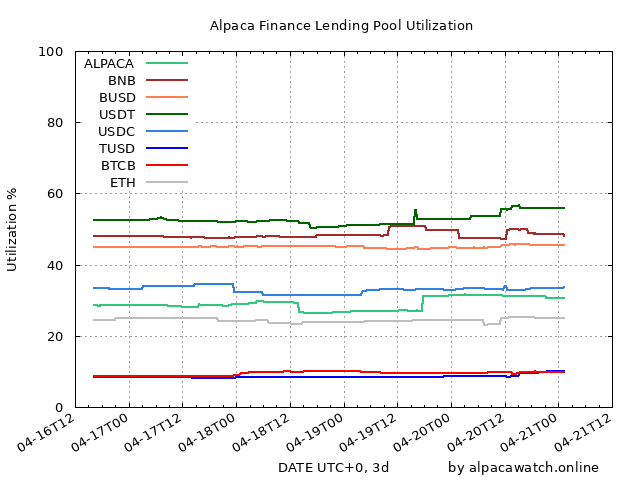 Alpaca Finance Lending Pool Utilization
100
80
60
40
20
0
Utilization %
ALPACA
BNB
BUSD
USDT
USDC
TUSD
BTCB
ETH
04-16T12
04-17T00
04-17T12
04-18T00
04-18T12
04-19T00
04-19T12
04-20T00
04-20T12
04-21T00
04-21T12
DATE UTC+0, 3d
by alpacawatch.online